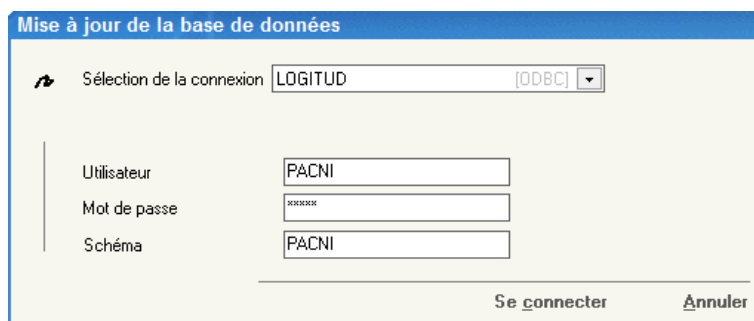 Mise à jour de la base de données
Sélection de la connexion LOGITUD [ODBC]
Utilisateur PACNI
Mot de passe *****
Schéma PACNI
Se connecter Annuler